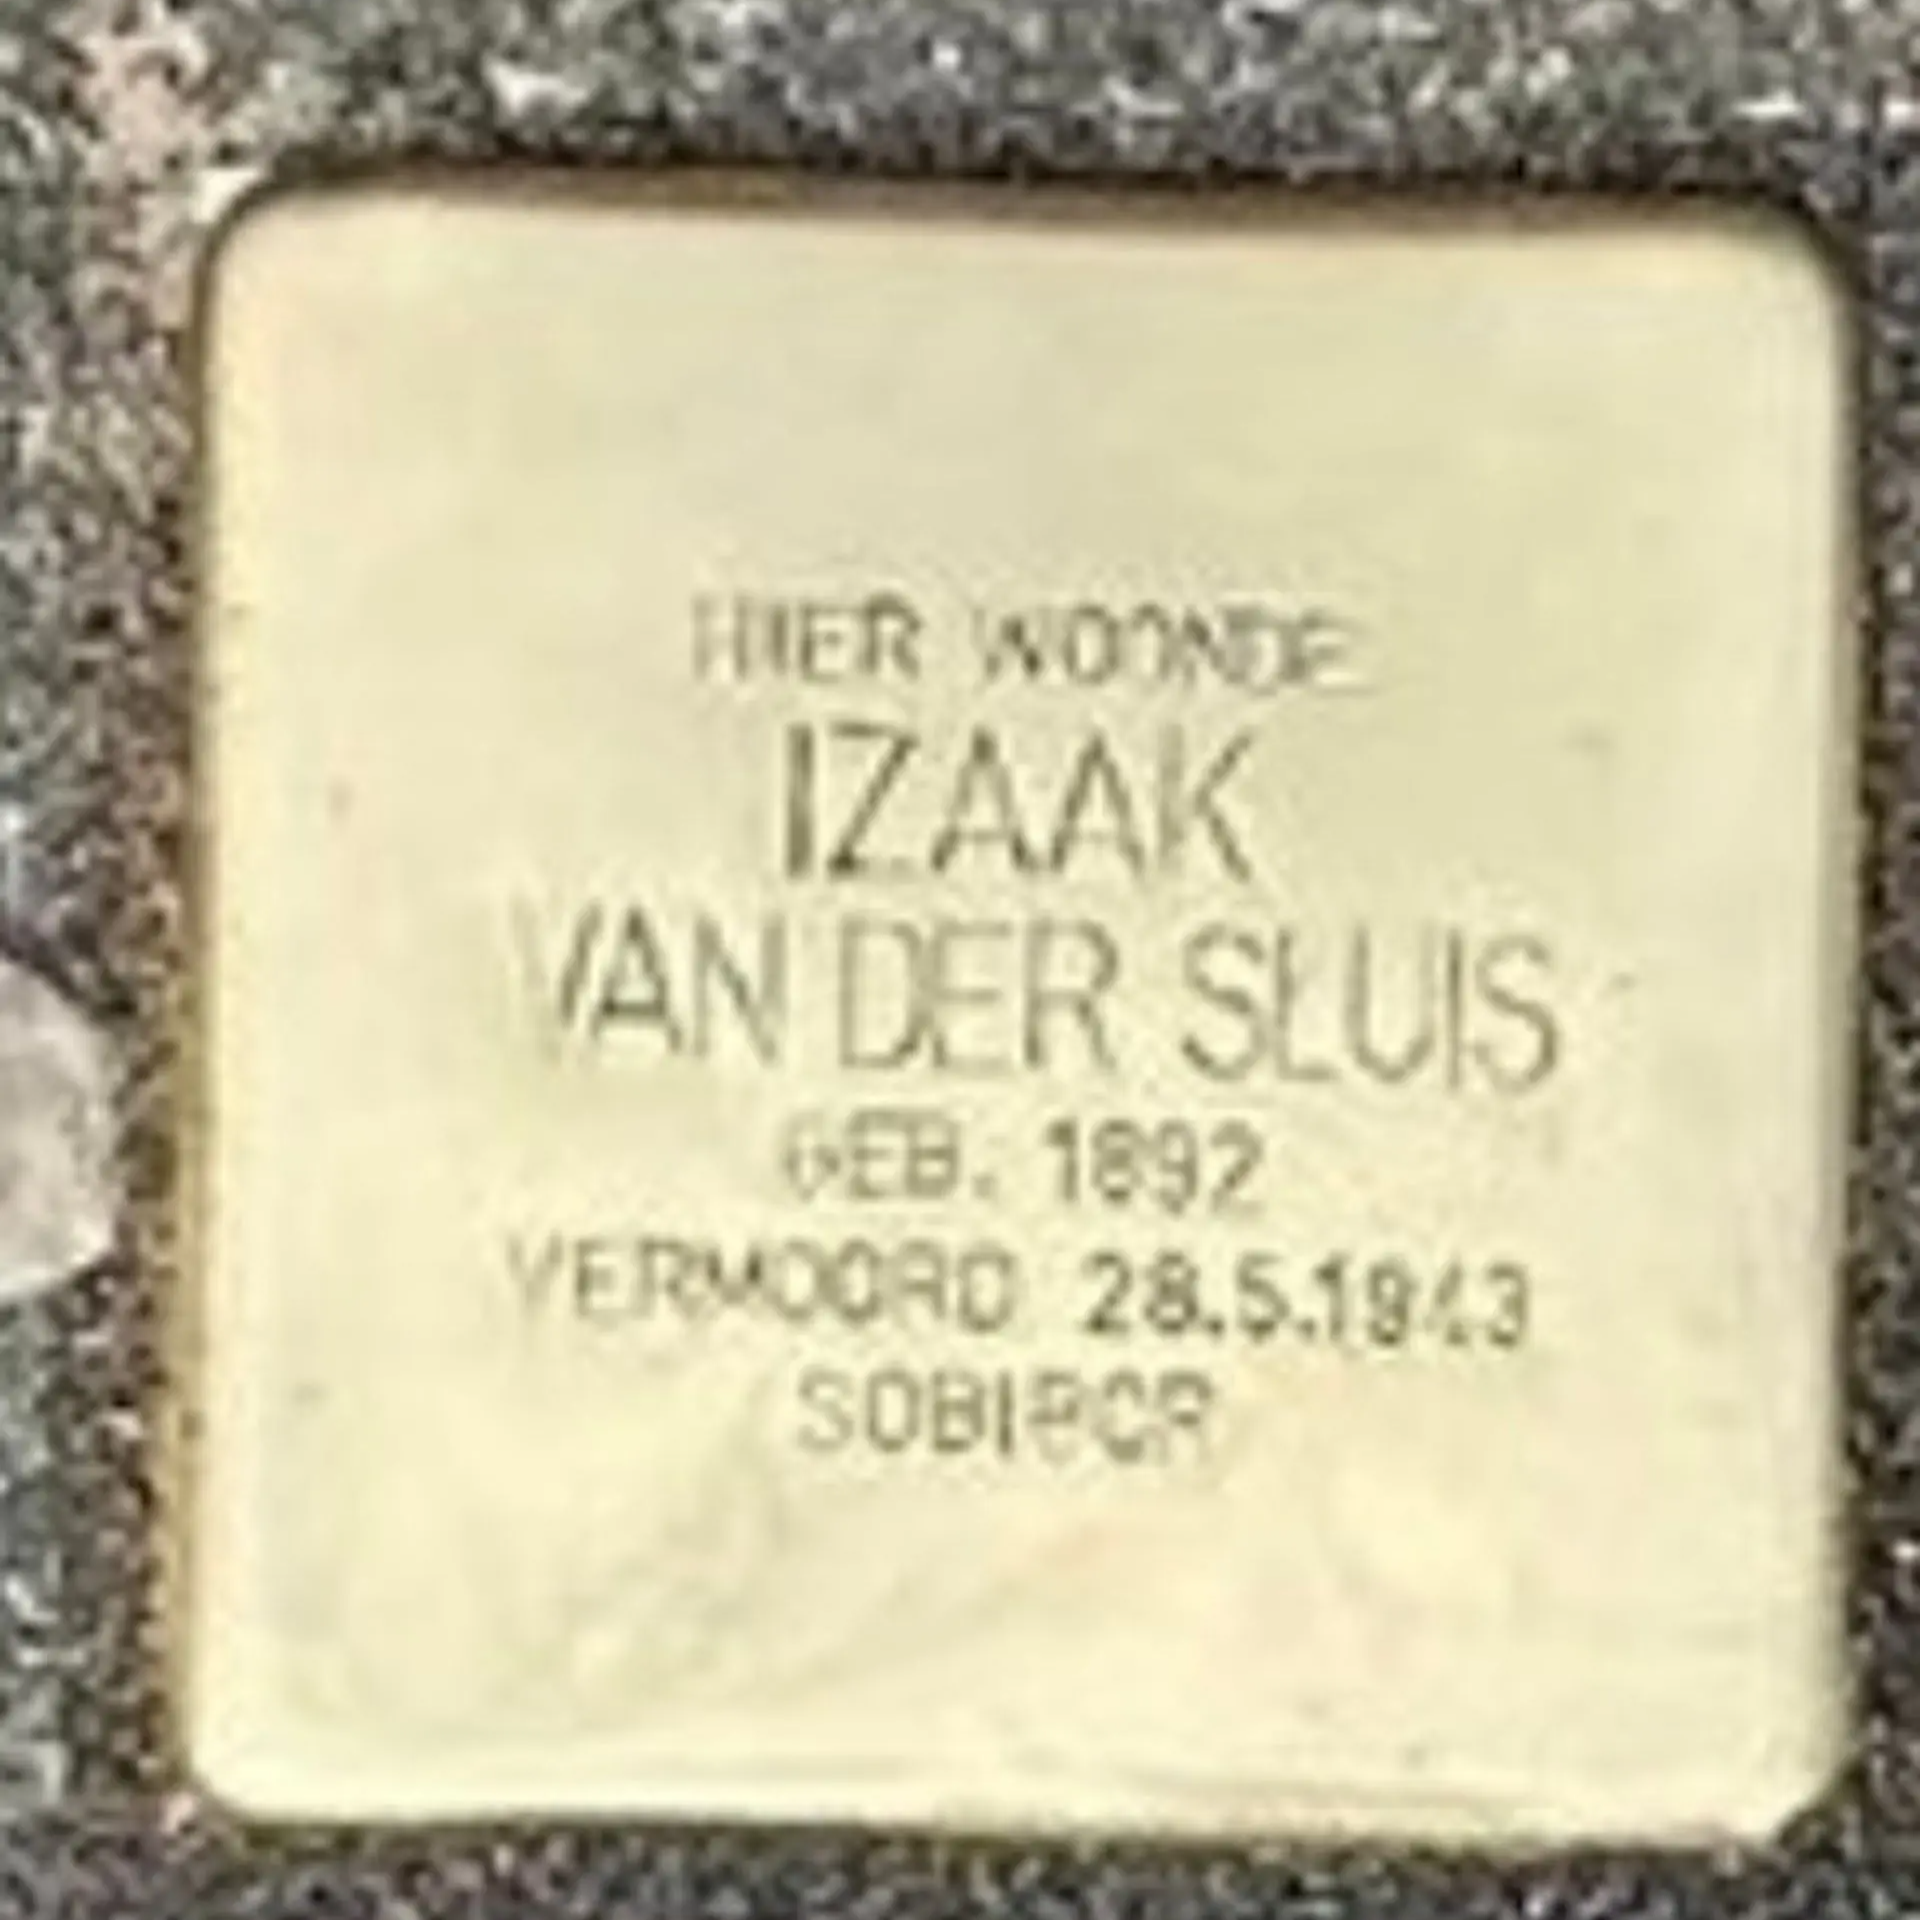 HIER WOONDE
IZAAK
VAN DER SLUIS
GEB. 1892
VERMOORD 28.5.1943
SOBIBOR